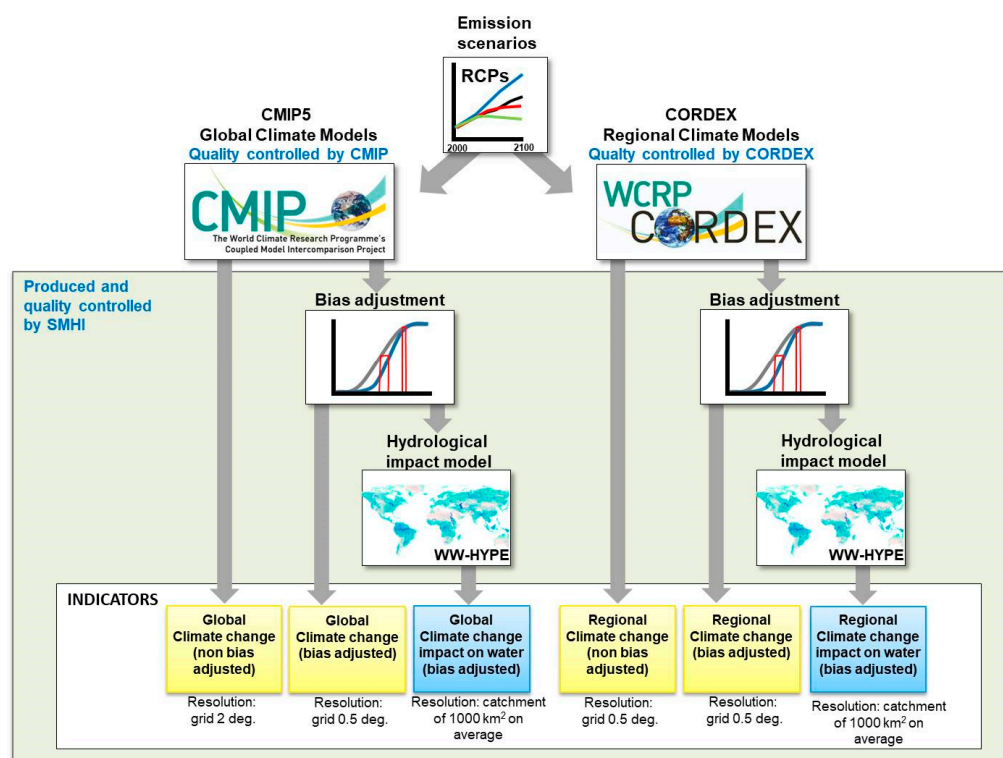 Emission
scenarios
RCPs
2000
2100
CMIP5
Global Climate Models
Quality controlled by CMIP
CMIP
The World Climate Research Programme's
Coupled Model Intercomparison Project
CORDEX
Regional Climate Models
Qualty controlled by CORDEX
WCRP
CORDEX
Produced and
quality controlled
by SMHI
Bias adjustment
Hydrological
impact model
WW-HYPE
Bias adjustment
Hydrological
impact model
WW-HYPE
INDICATORS
Global
Climate change
(non bias
adjusted)
Resolution:
grid 2 deg.
Global
Climate change
(bias adjusted)
Resolution:
grid 0.5 deg.
Global
Climate change
impact on water
(bias adjusted)
Resolution: catchment
of 1000 km² on
average
Regional
Climate change
(non bias
adjusted)
Resolution:
grid 0.5 deg.
Regional
Climate change
(bias adjusted)
Resolution:
grid 0.5 deg.
Regional
Climate change
impact on water
(bias adjusted)
Resolution: catchment
of 1000 km² on
average